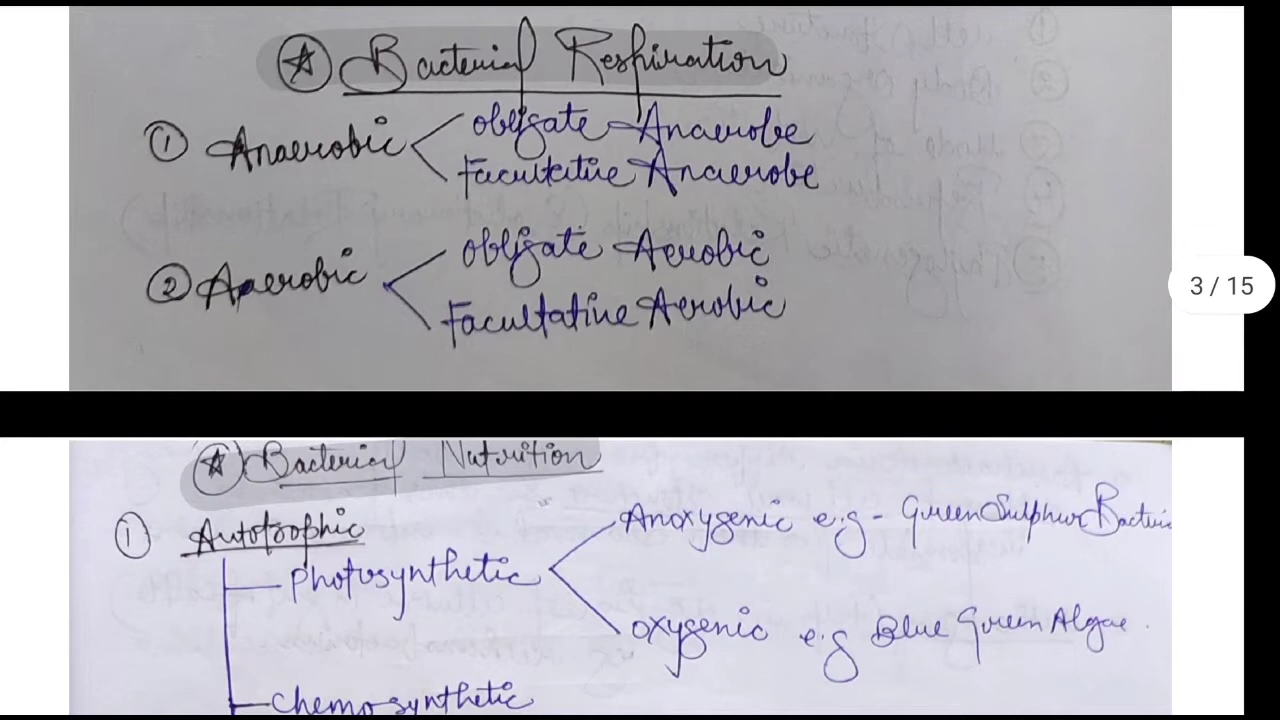 Bacterial Respiration
① Anaerobic
obligate Anaerobe
Facultative Anaerobe
② Aerobic
obligate Aerobic
Facultative Aerobic
3 / 15
Bacterial Nutrition
① Autotrophic
Photosynthetic
Anoxygenic e.g - Green Sulphur Bacteria
oxygenic e.g Blue Green Algae.
Chemosynthetic